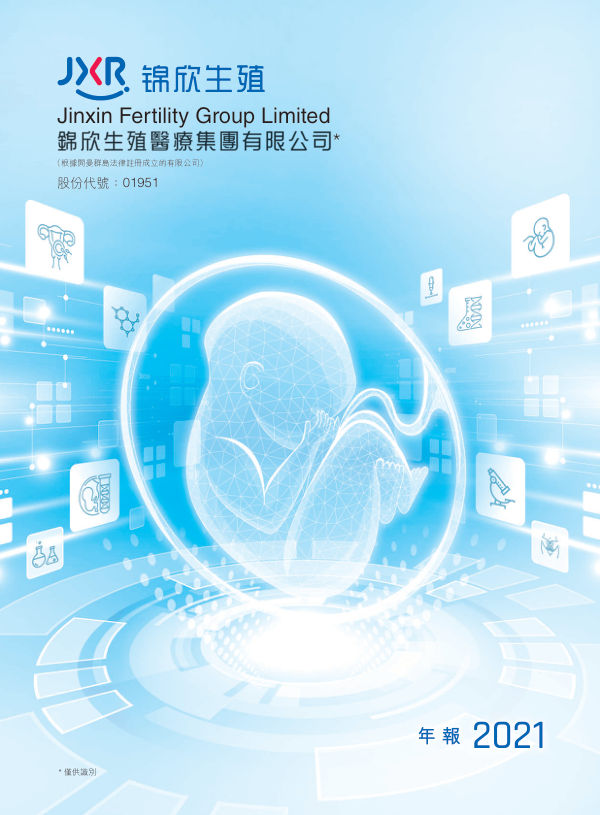 JXR 锦欣生殖
Jinxin Fertility Group Limited
錦欣生殖醫療集團有限公司*
（根據開曼群島法律註冊成立的有限公司）
股份代號：01951
年報 2021
* 僅供識別